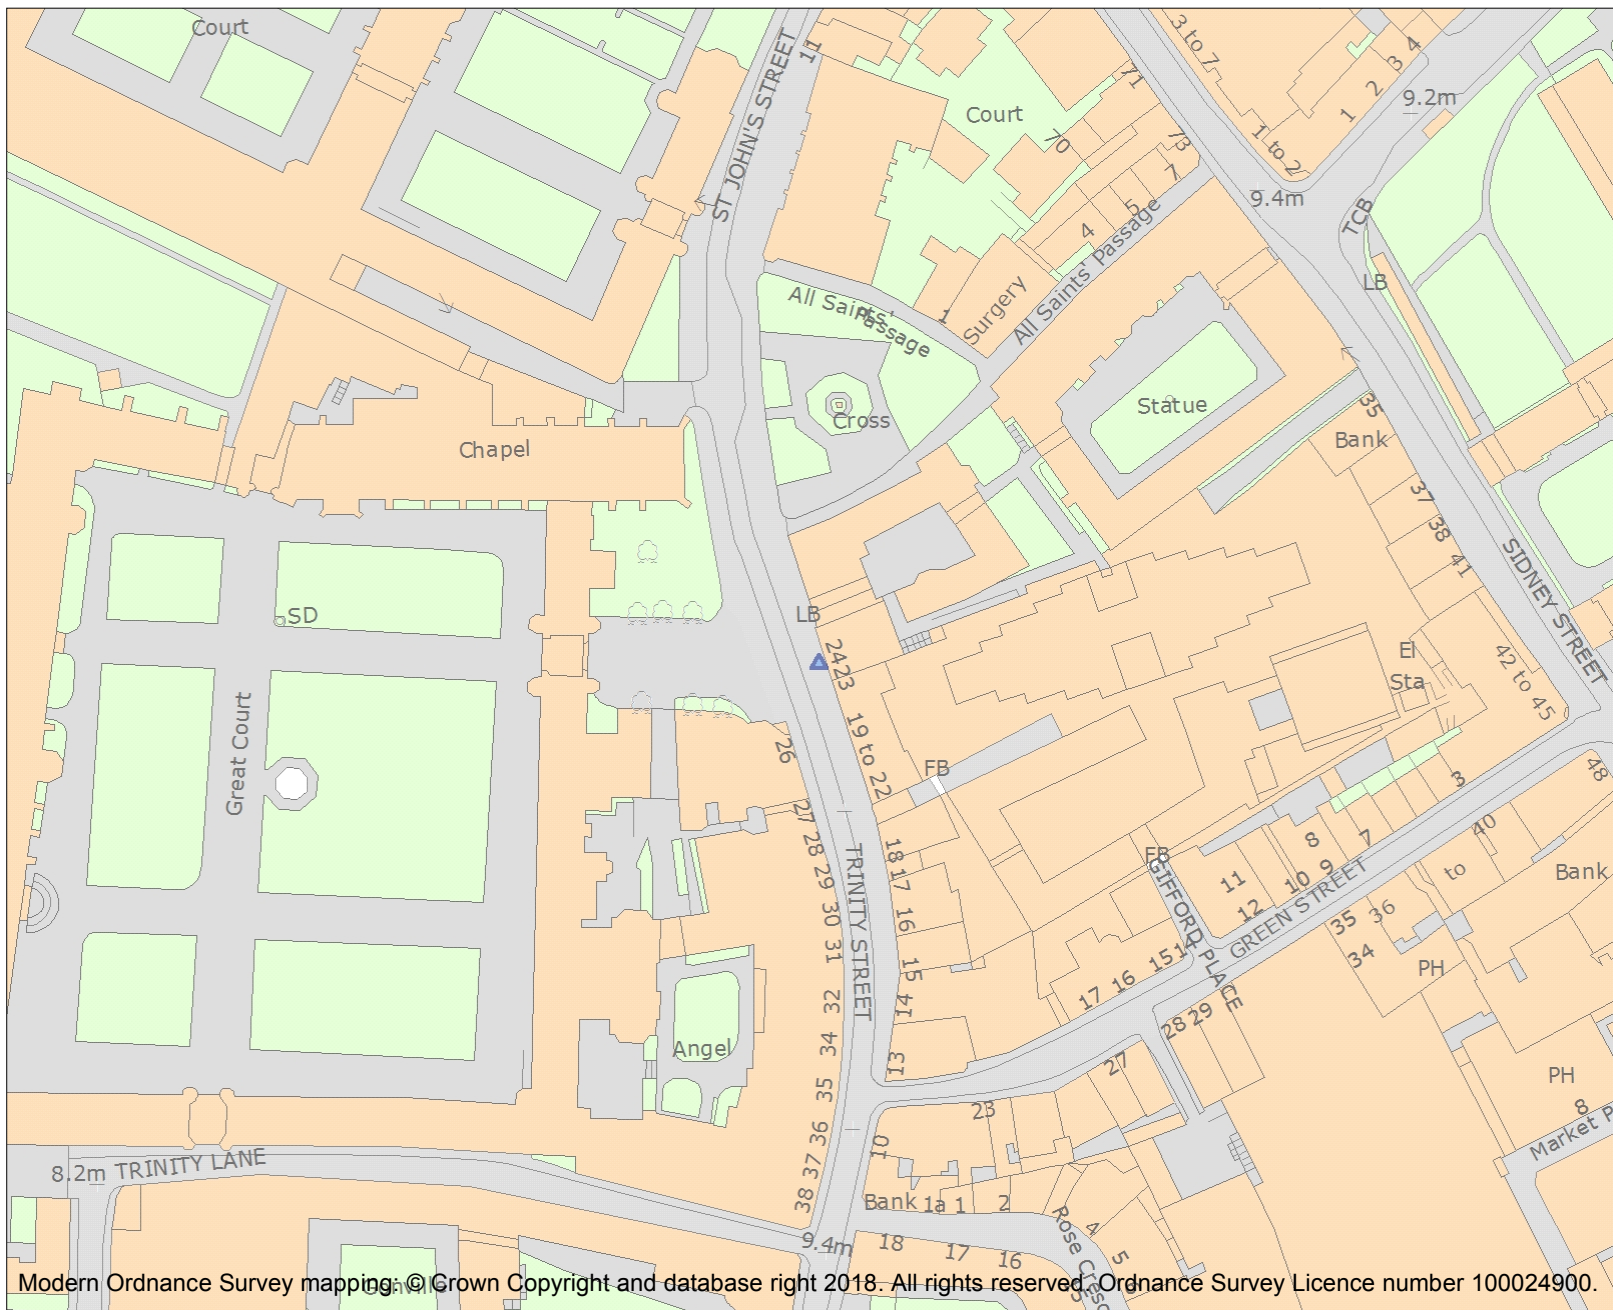 Court
ST JOHN'S STREET
11
Court
71
3 to 7
4
3
2
1
9.2m
70
73
1 to 2
7
5
4
9.4m
TCB
LB
All Saints' Passage
1
Surgery
All Saints' Passage
Statue
Cross
35
Bank
Chapel
37
38
41
SIDNEY STREET
SD
LB
24
23
El
Sta
42 to 45
Great Court
26
19 to 22
FB
3
48
27
28
29
30
31
32
34
35
36
37
38
TRINITY STREET
18
17
16
15
14
13
FB
GIFFORD PLACE
8
7
9
10
11
12
GREEN STREET
40
to
36
35
34
Bank
PH
15
14
16
17
28
29
27
Angel
23
10
PH
8
Market P
8.2m
TRINITY LANE
Bank
1a
1
2
Rose Cresc
4
5
9.4m
18
17
16
Gonville
Modern Ordnance Survey mapping: © Crown Copyright and database right 2018. All rights reserved. Ordnance Survey Licence number 100024900.